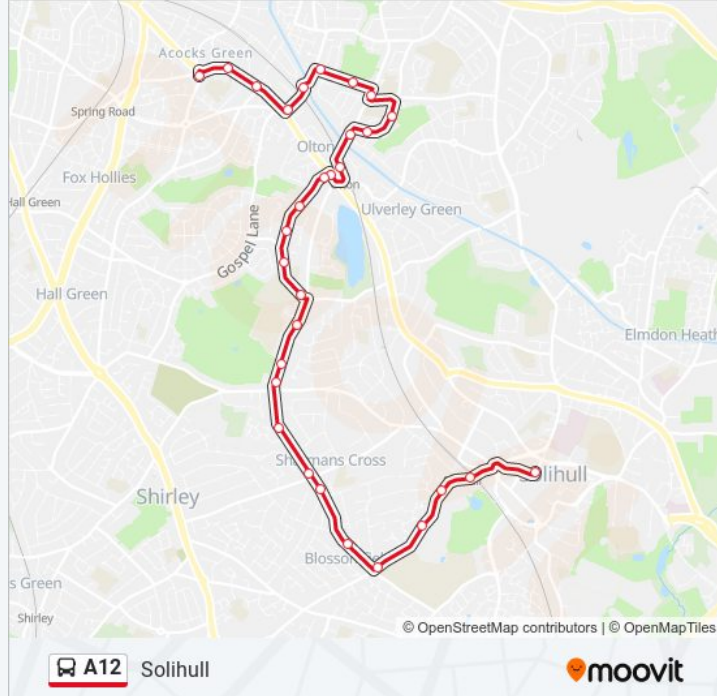 Acocks Green
Spring Road
Olton
Fox Hollies
Hall Green
Ulverley Green
Gospel Lane
Hall Green
Elmdon Heath
Cross
Solihull
Shirley
s Green
Shirley
© OpenStreetMap contributors | © OpenMapTiles
A12 Solihull
moovit